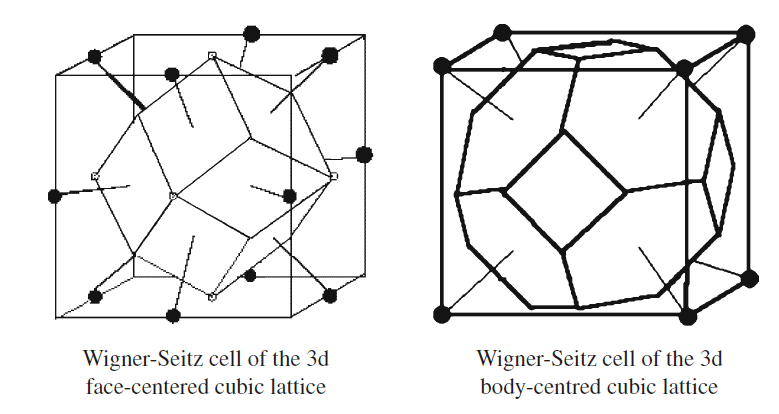 Wigner-Seitz cell of the 3d
face-centered cubic lattice
Wigner-Seitz cell of the 3d
body-centred cubic lattice